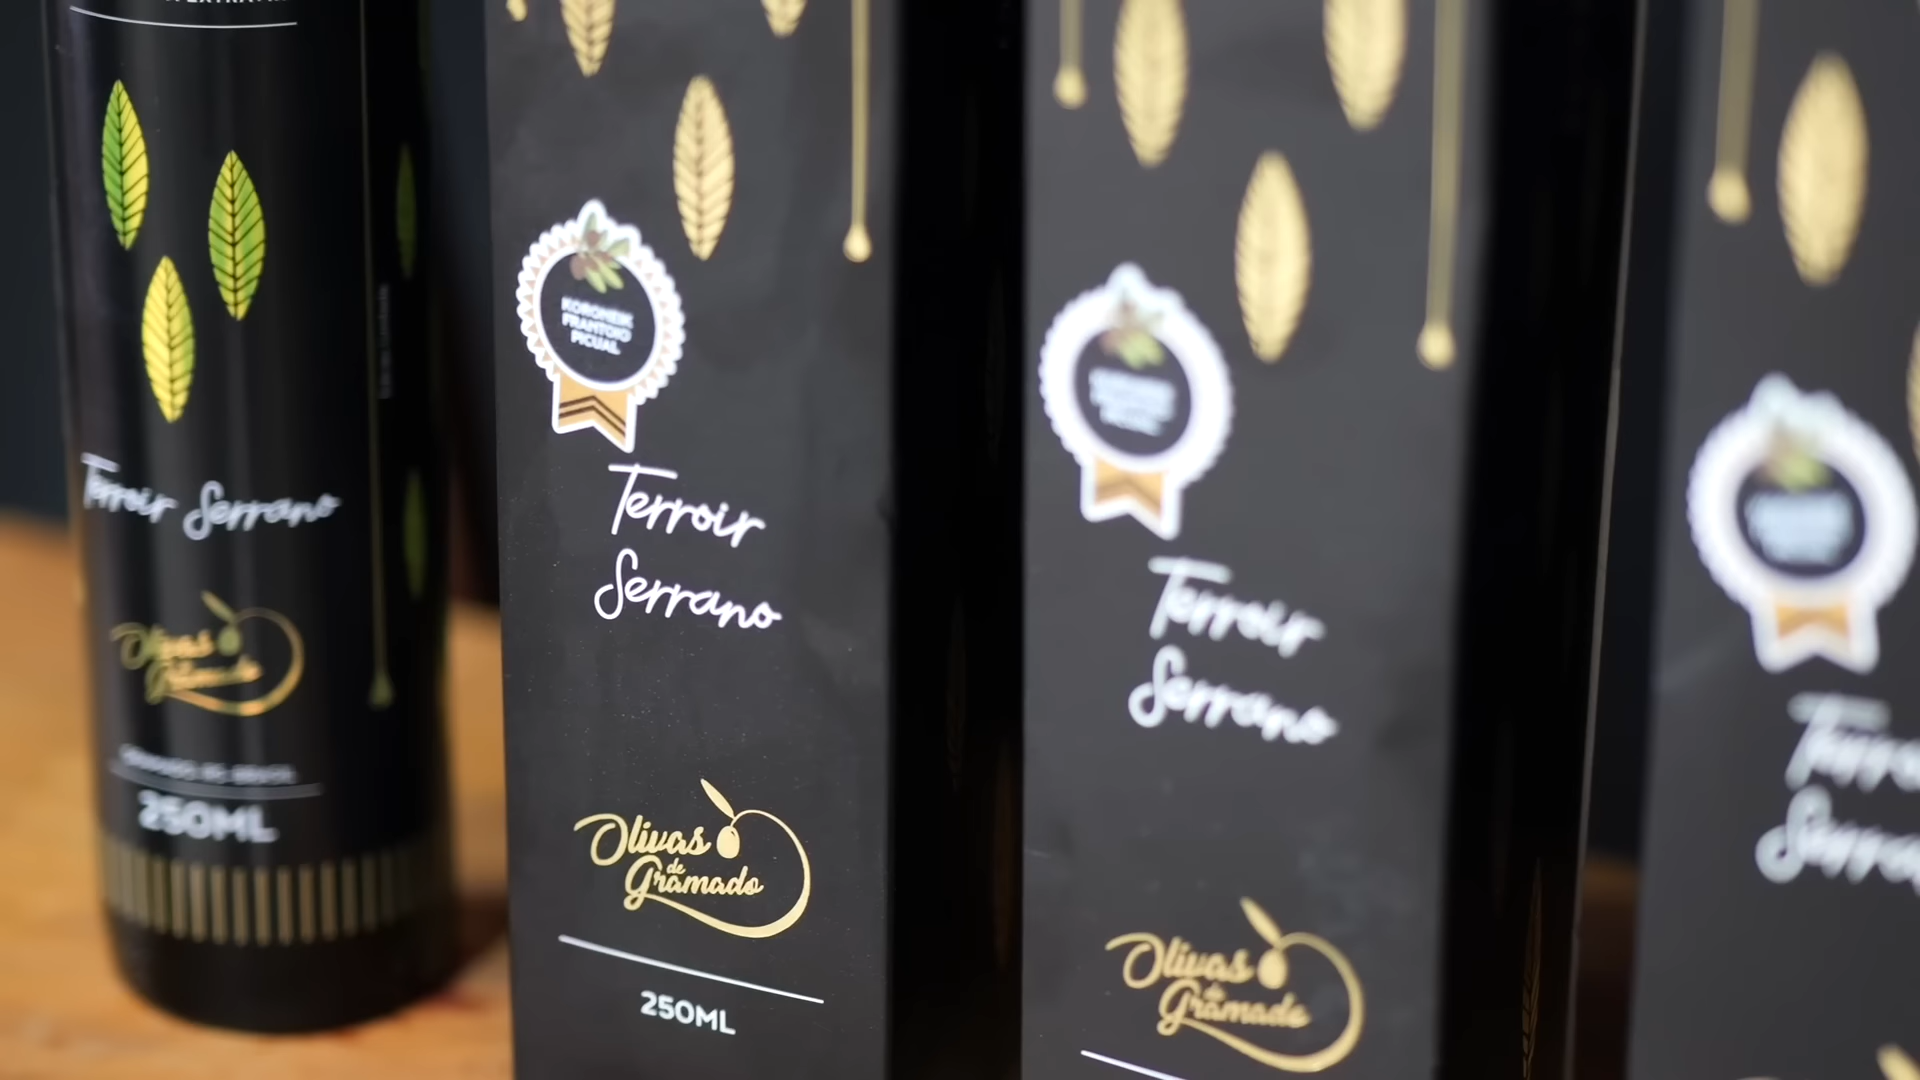 Terroir Serrano
Olivas
de
Gramado
250ML
KORONEIK
FRANTOIO
PICUAL
Terroir
Serrano
Olivas
de
Gramado
250ML
Terroir
Serrano
Olivas
de
Gramado